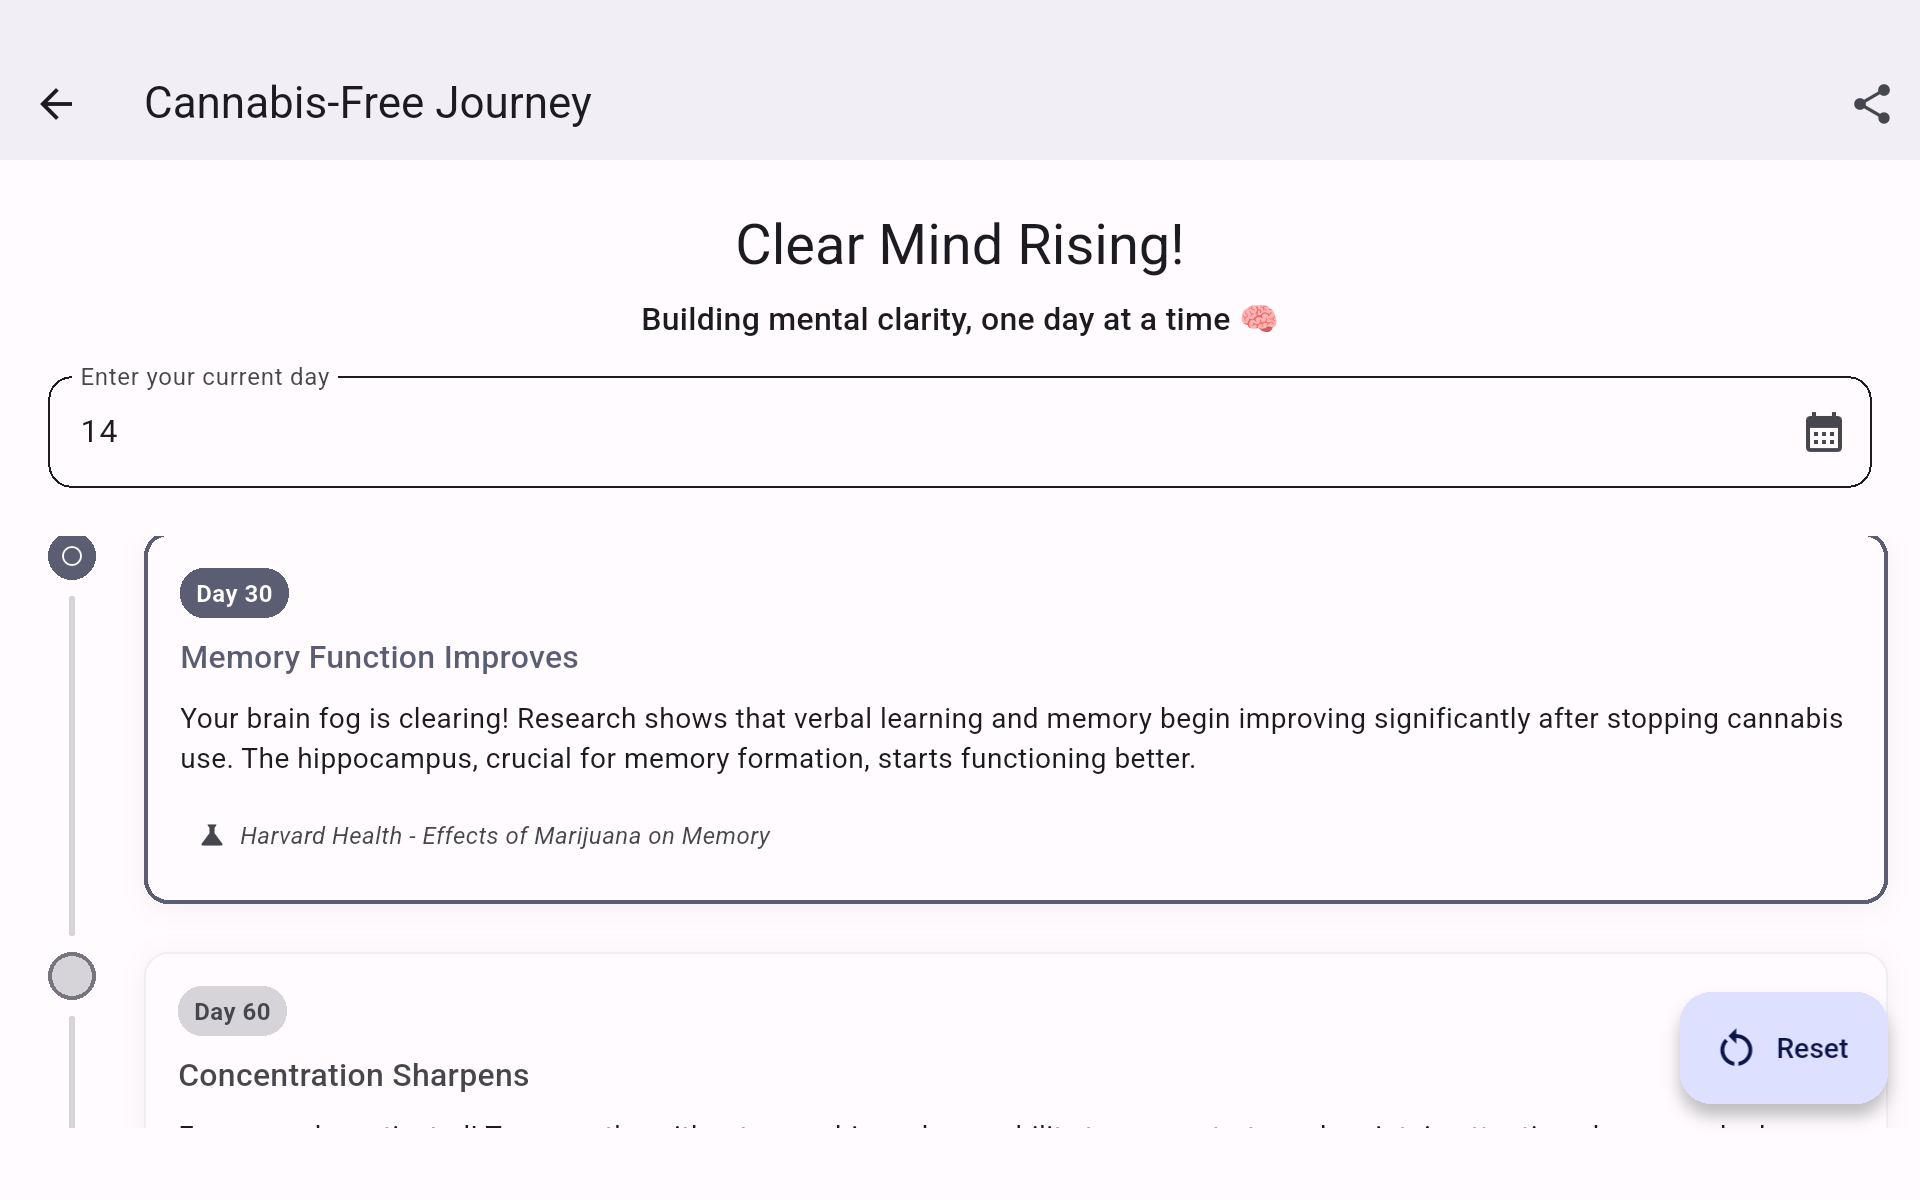 Cannabis-Free Journey
Clear Mind Rising!
Building mental clarity, one day at a time 🧠
Enter your current day
14
Day 30
Memory Function Improves
Your brain fog is clearing! Research shows that verbal learning and memory begin improving significantly after stopping cannabis
use. The hippocampus, crucial for memory formation, starts functioning better.
Harvard Health - Effects of Marijuana on Memory
Day 60
Concentration Sharpens
Reset